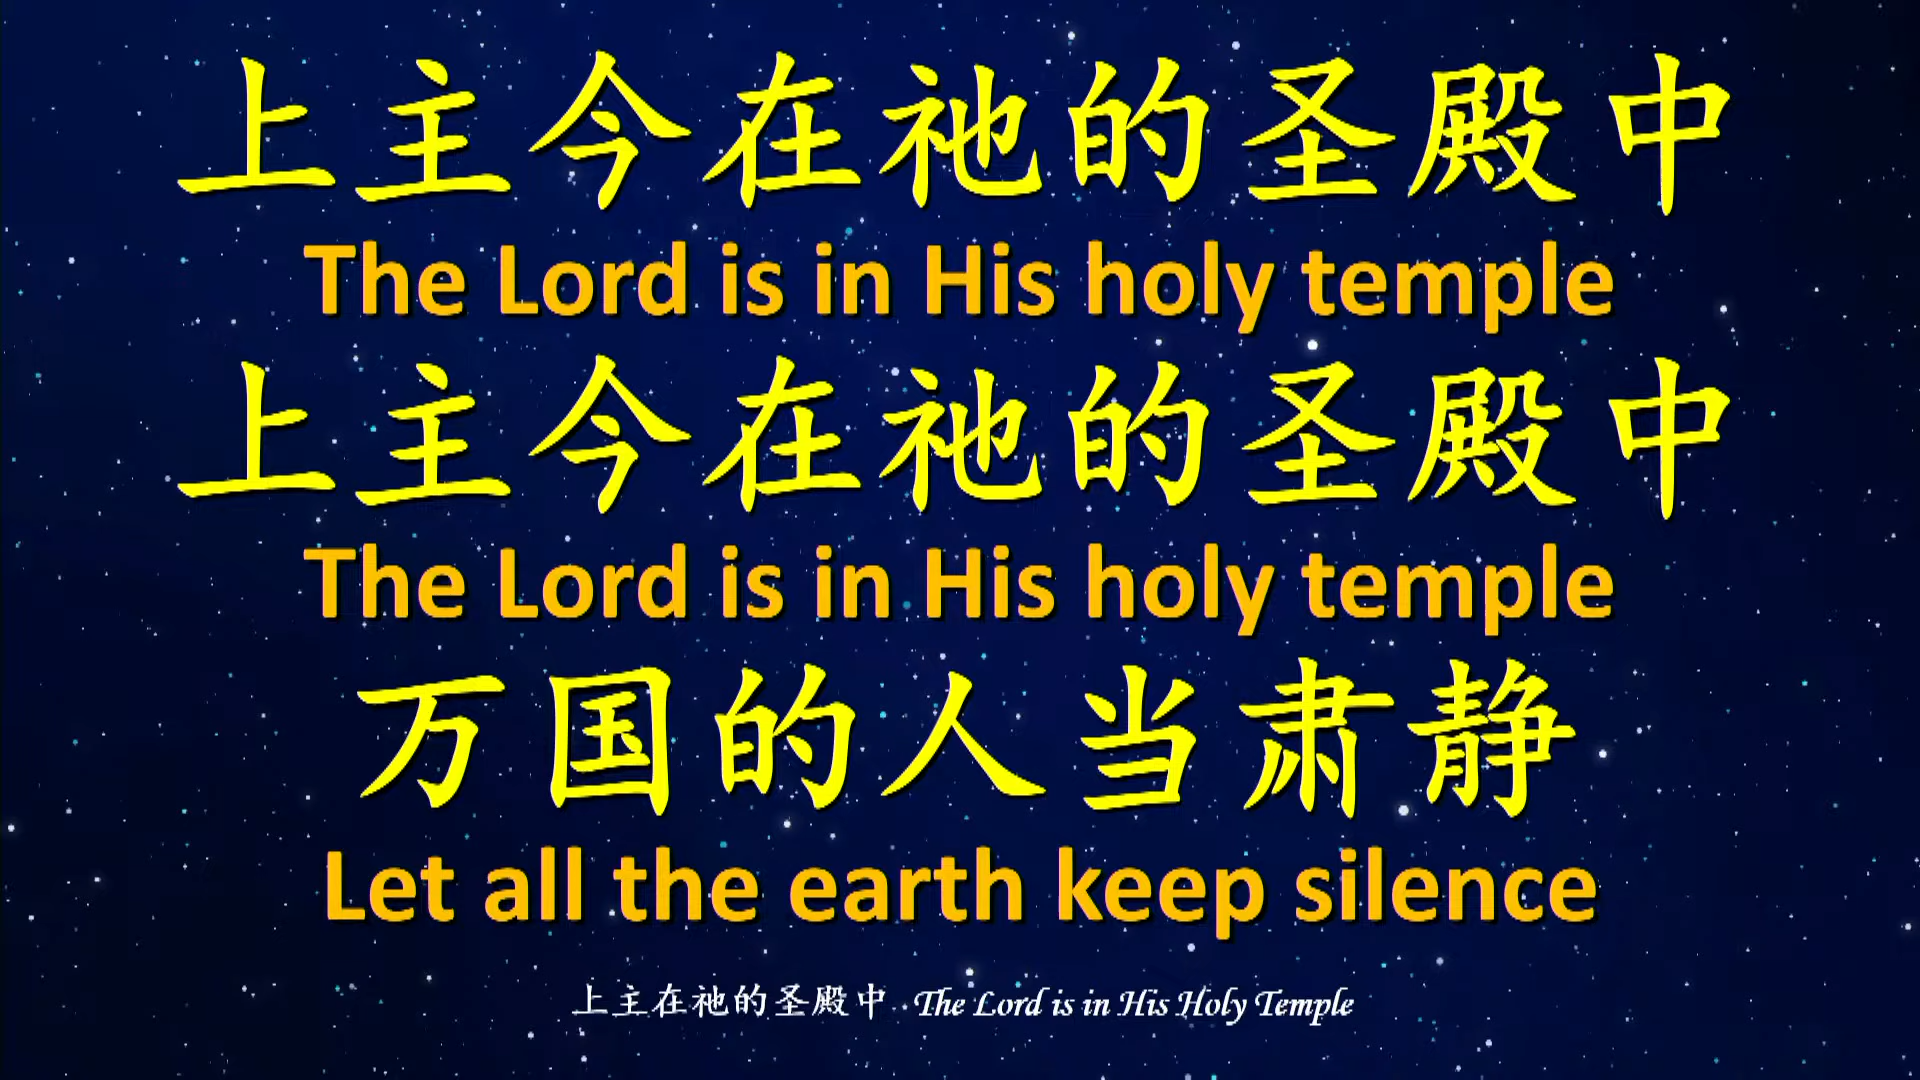 上主今在祂的圣殿中
The Lord is in His holy temple
上主今在祂的圣殿中
The Lord is in His holy temple
万国的人当肃静
Let all the earth keep silence
上主在祂的圣殿中 The Lord is in His Holy Temple